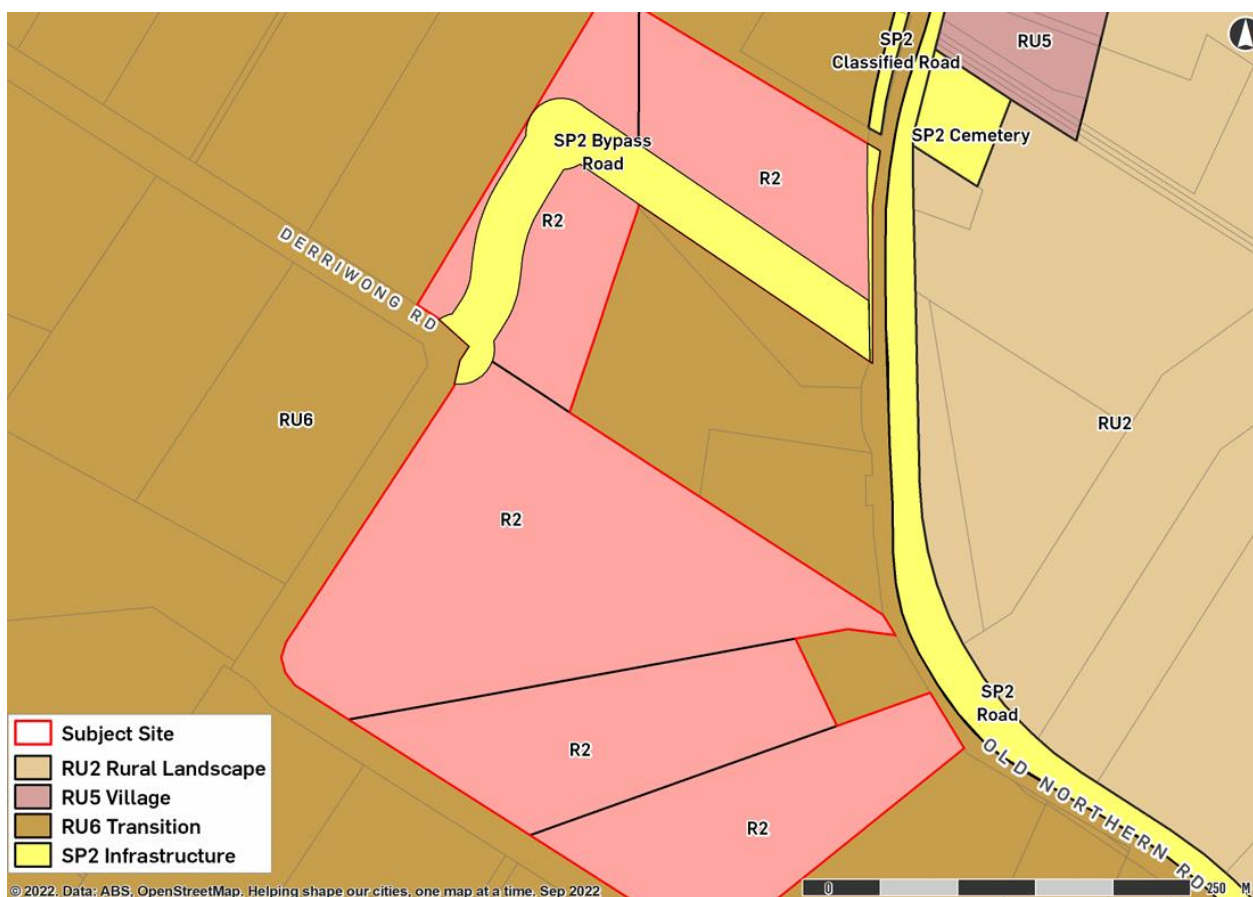 SP2
Classified Road
RU5
SP2 Cemetery
SP2 Bypass
Road
R2
R2
DERRIWONG RD
RU6
RU2
R2
SP2
Road
OLD NORTHERN RD
R2
R2
Subject Site
RU2 Rural Landscape
RU5 Village
RU6 Transition
SP2 Infrastructure
© 2022. Data: ABS, OpenStreetMap. Helping shape our cities, one map at a time. Sep 2022
0 250 M